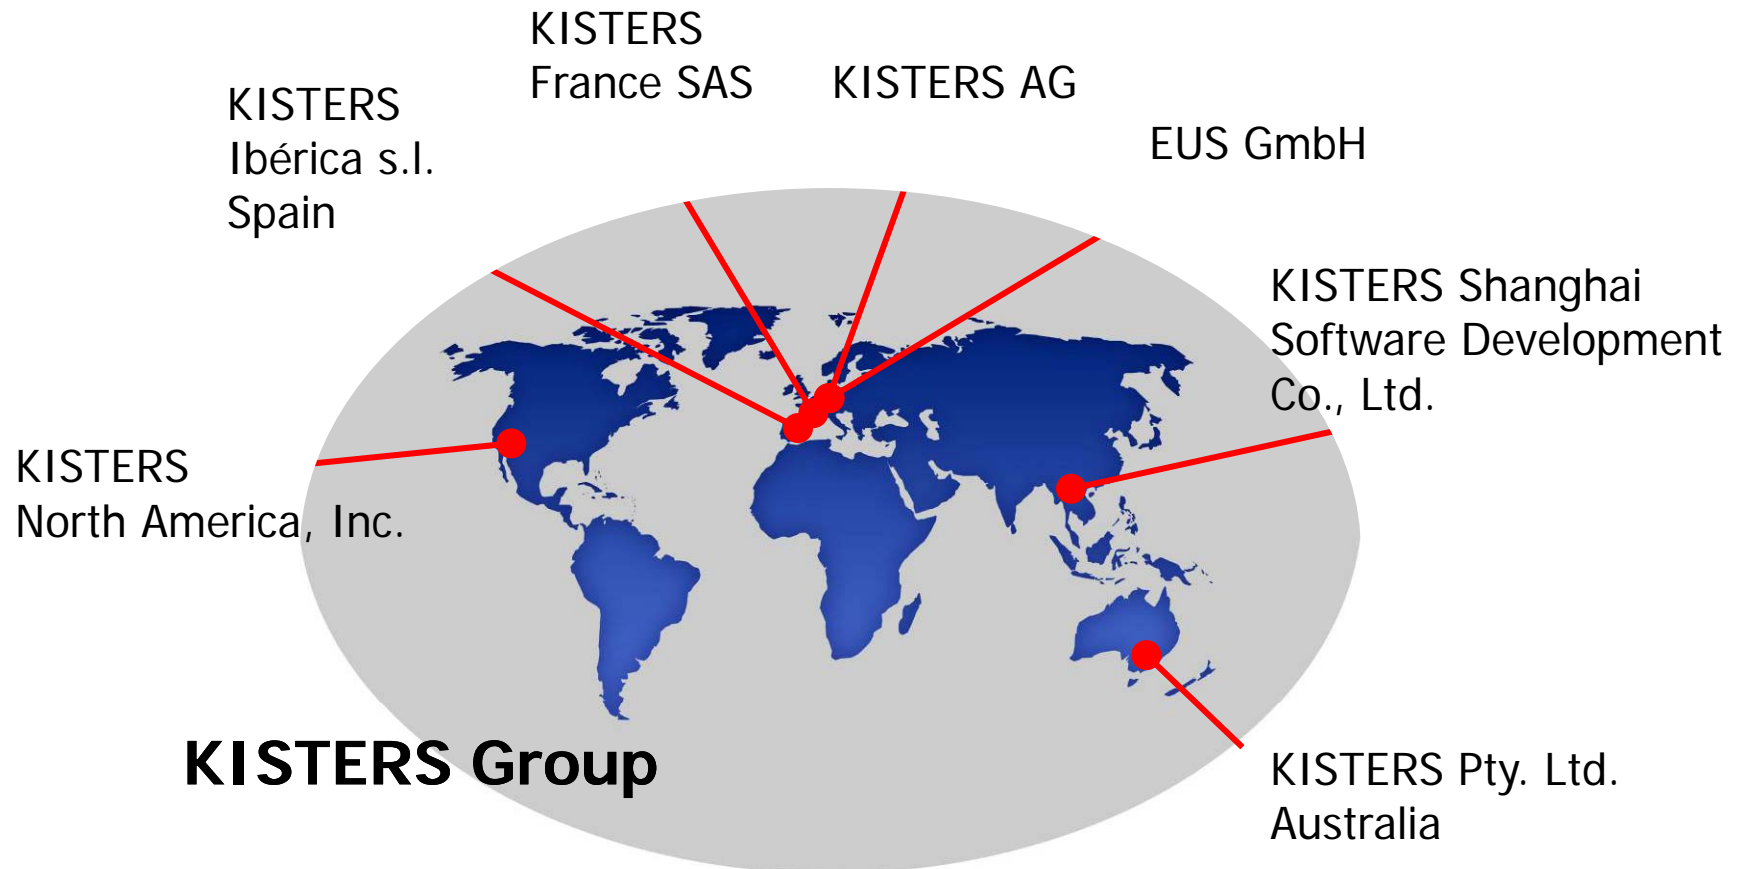 KISTERS
France SAS
KISTERS AG
KISTERS
Ibérica s.l.
Spain
EUS GmbH
KISTERS Shanghai
Software Development
Co., Ltd.
KISTERS
North America, Inc.
KISTERS Group
KISTERS Pty. Ltd.
Australia